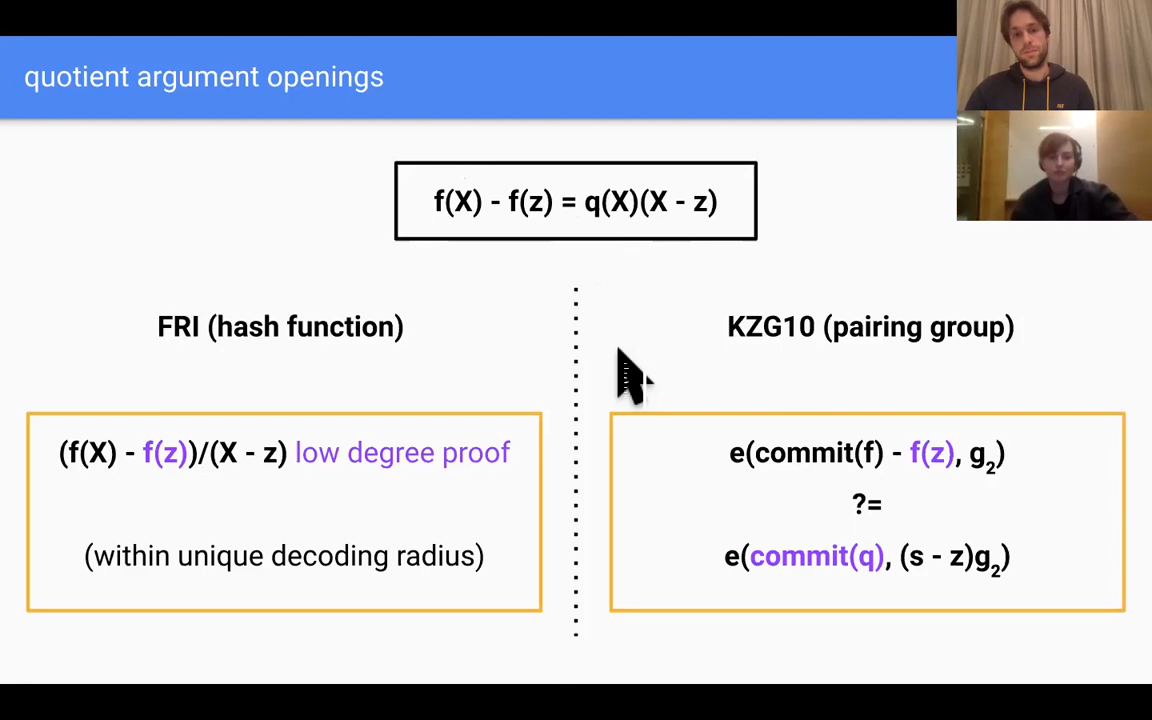 quotient argument openings
f(X) - f(z) = q(X)(X - z)
FRI (hash function)
(f(X) - f(z))/(X - z) low degree proof
(within unique decoding radius)
KZG10 (pairing group)
e(commit(f) - f(z), g₂)
?=
e(commit(q), (s - z)g₂)